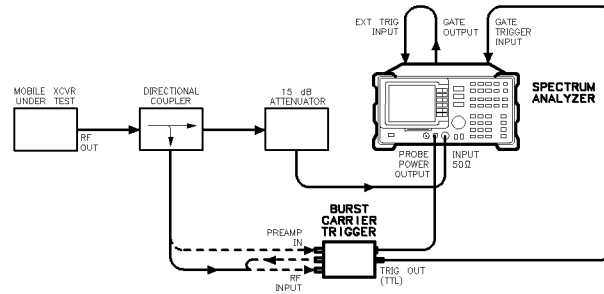 EXT TRIG
INPUT
GATE
OUTPUT
GATE
TRIGGER
INPUT
MOBILE XCVR
UNDER TEST
DIRECTIONAL
COUPLER
15 dB
ATTENUATOR
SPECTRUM
ANALYZER
RF
OUT
PROBE
POWER
OUTPUT
INPUT
50Ω
BURST
CARRIER
TRIGGER
PREAMP
IN
RF
INPUT
TRIG OUT
(TTL)